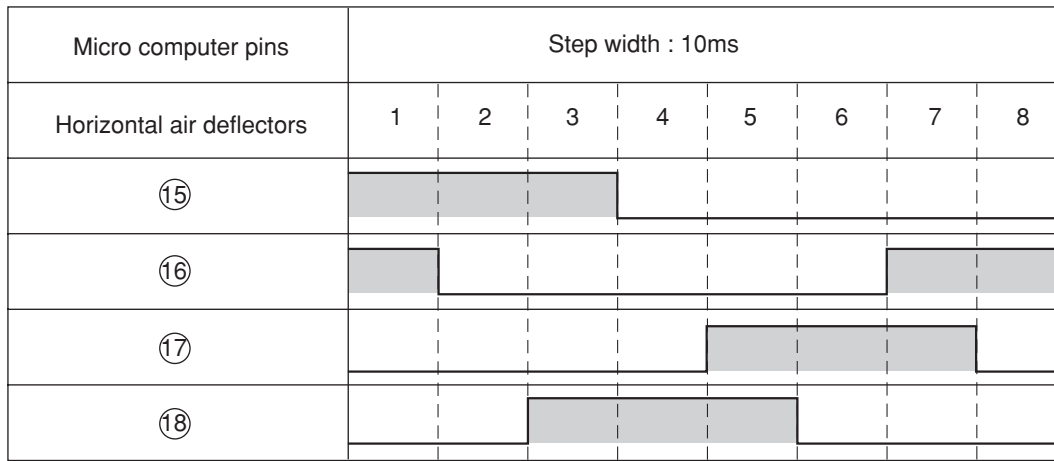 Micro computer pins Step width : 10ms
Horizontal air deflectors 1 2 3 4 5 6 7 8
⑮
⑯
⑰
⑱